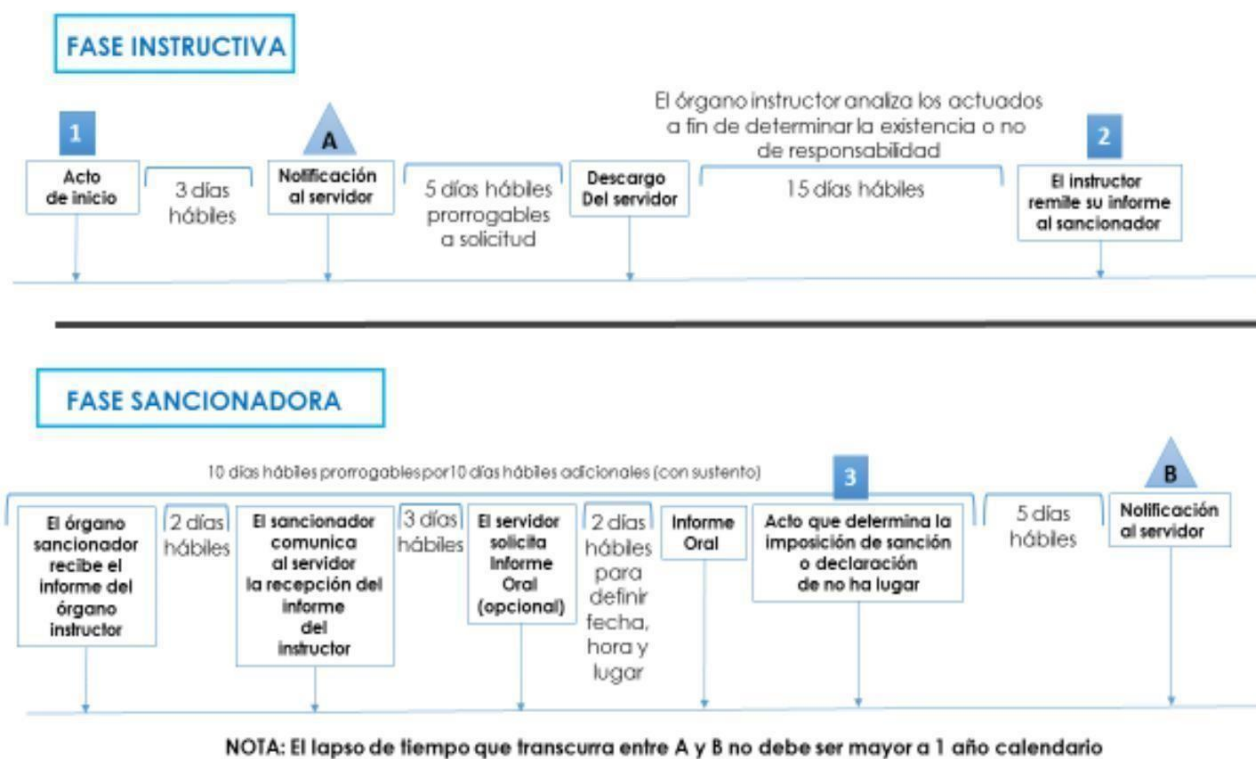 FASE INSTRUCTIVA
El órgano instructor analiza los actuados
a fin de determinar la existencia o no
de responsabilidad
1
A
2
Acto
de inicio
3 días
hábiles
Notificación
al servidor
5 días hábiles
prorrogables
a solicitud
Descargo
Del servidor
15 días hábiles
El instructor
remite su informe
al sancionador
FASE SANCIONADORA
10 días hábiles prorrogables por 10 días hábiles adicionales (con sustento)
3
B
El órgano
sancionador
recibe el
informe del
órgano
instructor
2 días
hábiles
El sancionador
comunica
al servidor
la recepción del
informe
del
instructor
3 días
hábiles
El servidor
solicita
Informe
Oral
(opcional)
2 días
hábiles
para
definir
fecha,
hora y
lugar
Informe
Oral
Acto que determina la
imposición de sanción
o declaración
de no ha lugar
5 días
hábiles
Notificación
al servidor
NOTA: El lapso de tiempo que transcurra entre A y B no debe ser mayor a 1 año calendario